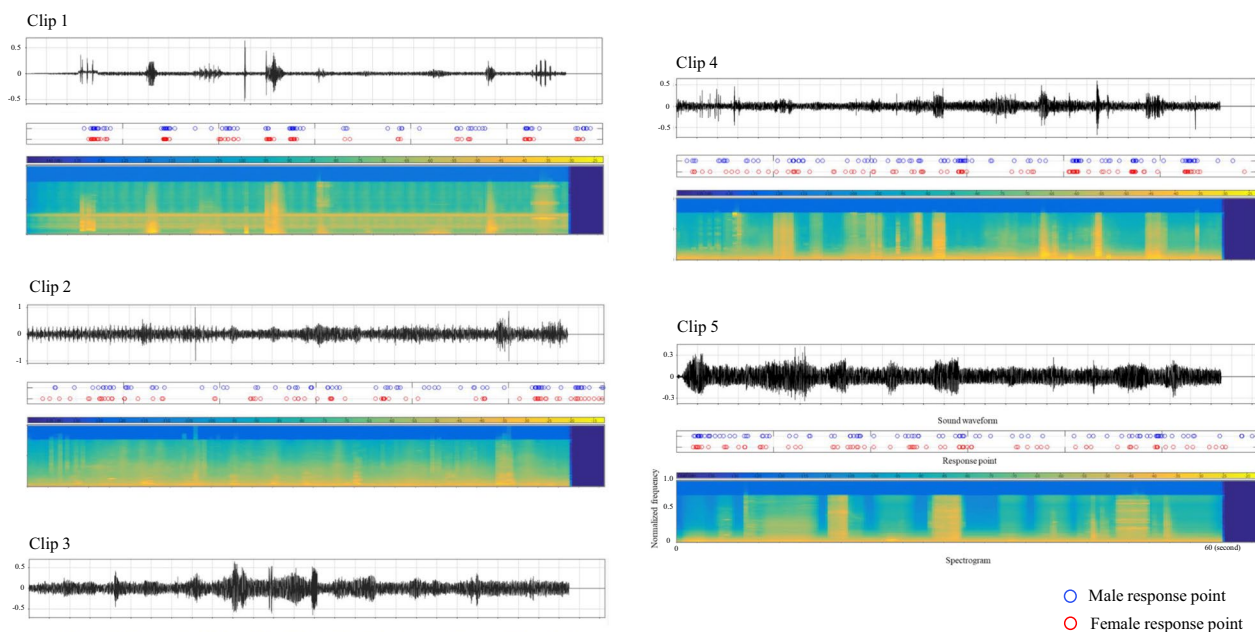 Clip 1
0.5
0
-0.5
Clip 2
1
0
-1
Clip 3
0.5
0
-0.5
Clip 4
0.5
0
-0.5
Clip 5
0.3
0
-0.3
Sound waveform
Response point
Normalized frequency
1.0
0.5
0
0
60 (second)
Spectrogram
Male response point
Female response point